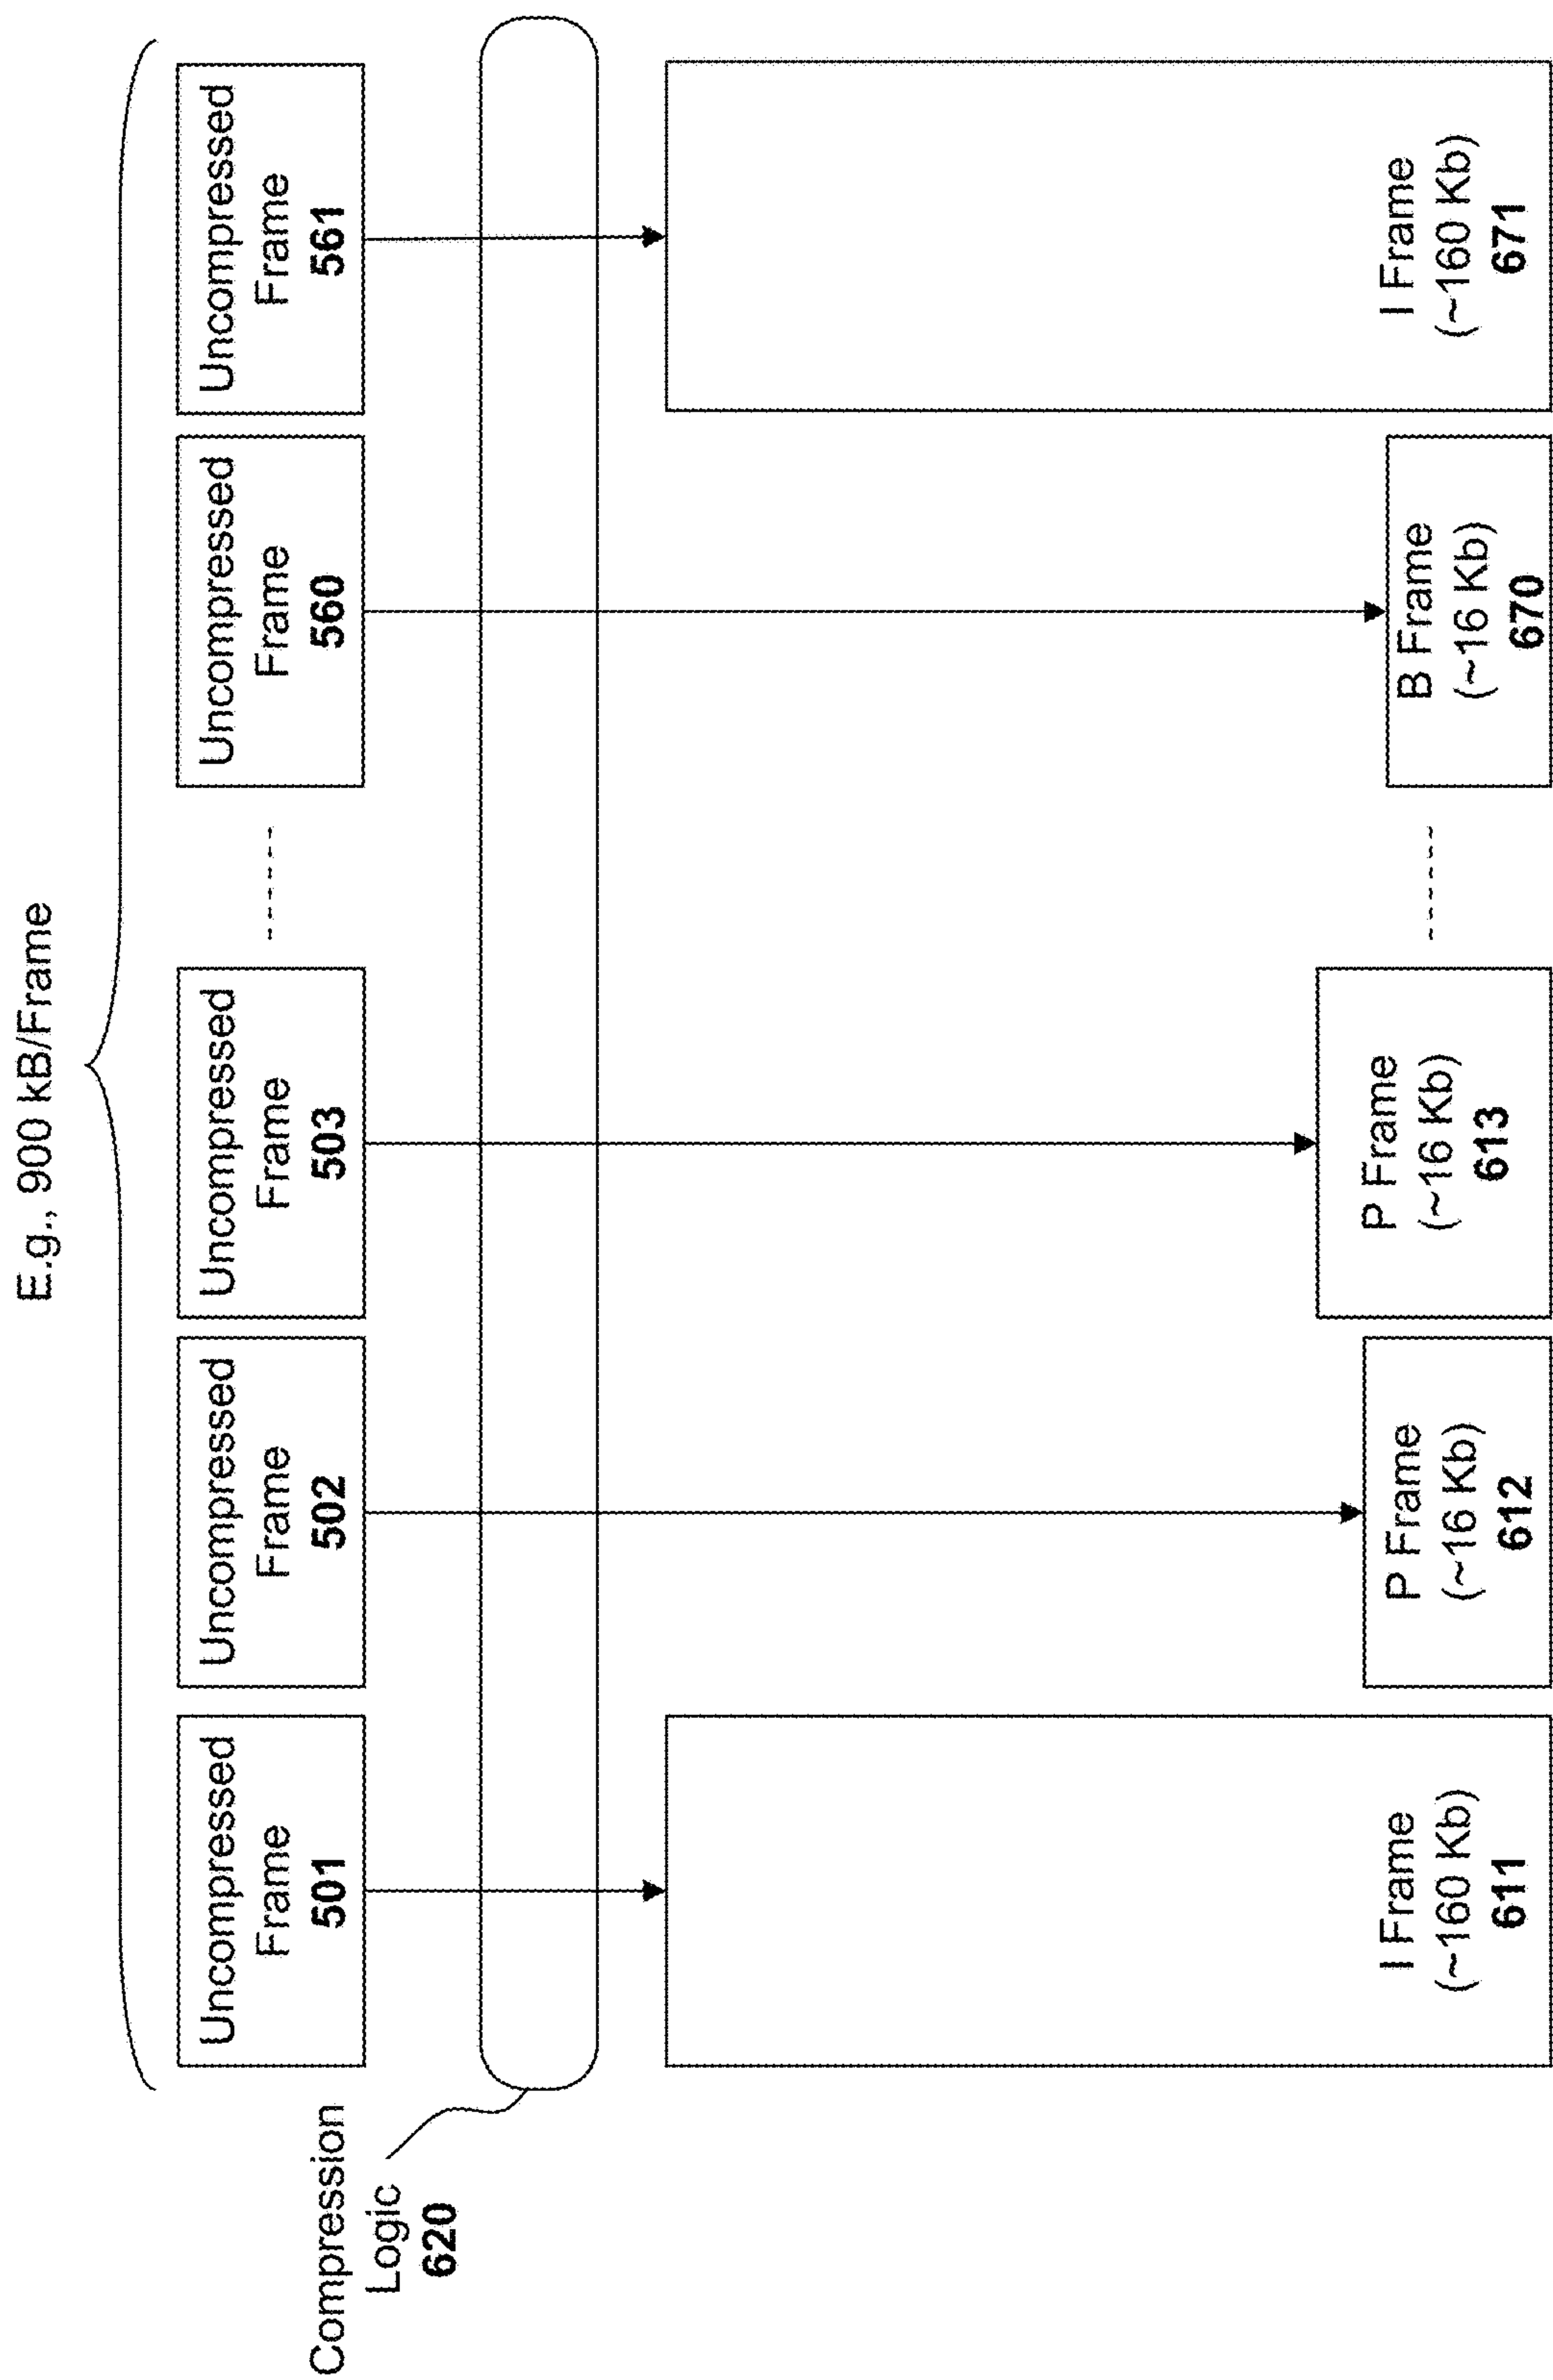 E.g., 900 kB/Frame
Uncompressed
Frame
501
Uncompressed
Frame
502
Uncompressed
Frame
503
Uncompressed
Frame
560
Uncompressed
Frame
561
Compression
Logic
620
I Frame
(~160 Kb)
611
P Frame
(~16 Kb)
612
P Frame
(~16 Kb)
613
B Frame
(~16 Kb)
670
I Frame
(~160 Kb)
671